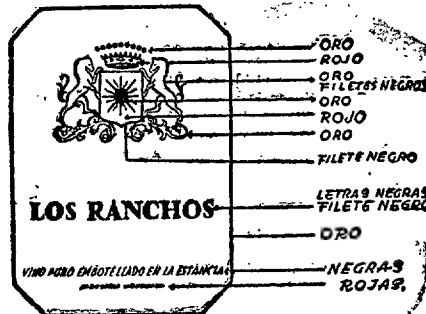 ORO
ROJO
ORO
FILETES NEGROS
ORO
ROJO
ORO
FILETE NEGRO
LOS RANCHOS
LETRAS NEGRAS
FILETE NEGRO
ORO
VINO PURO EMBOTELLADO EN LA ESTANCIA
NEGRAS
ROJAS.